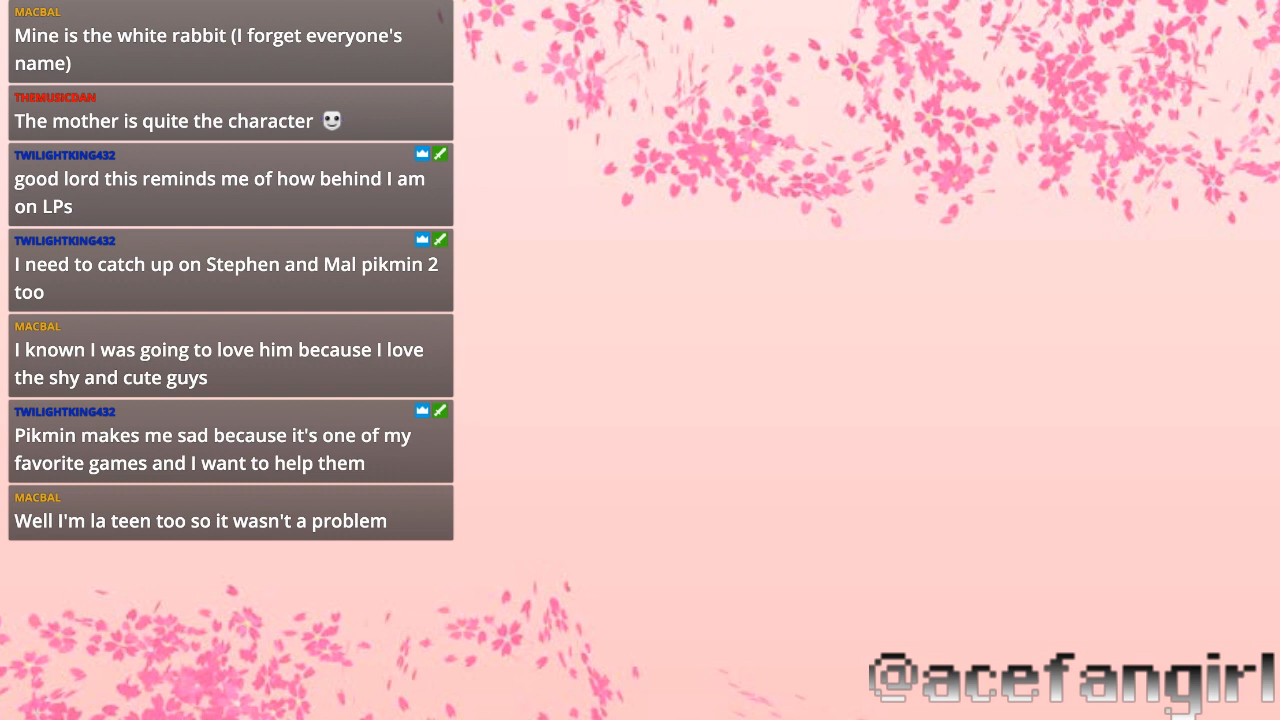 MACBAL
Mine is the white rabbit (I forget everyone's
name)
THEMUSICDAN
The mother is quite the character
TWILIGHTKING432
good lord this reminds me of how behind I am
on LPs
TWILIGHTKING432
I need to catch up on Stephen and Mal pikmin 2
too
MACBAL
I known I was going to love him because I love
the shy and cute guys
TWILIGHTKING432
Pikmin makes me sad because it's one of my
favorite games and I want to help them
MACBAL
Well I'm la teen too so it wasn't a problem
@acefangirl